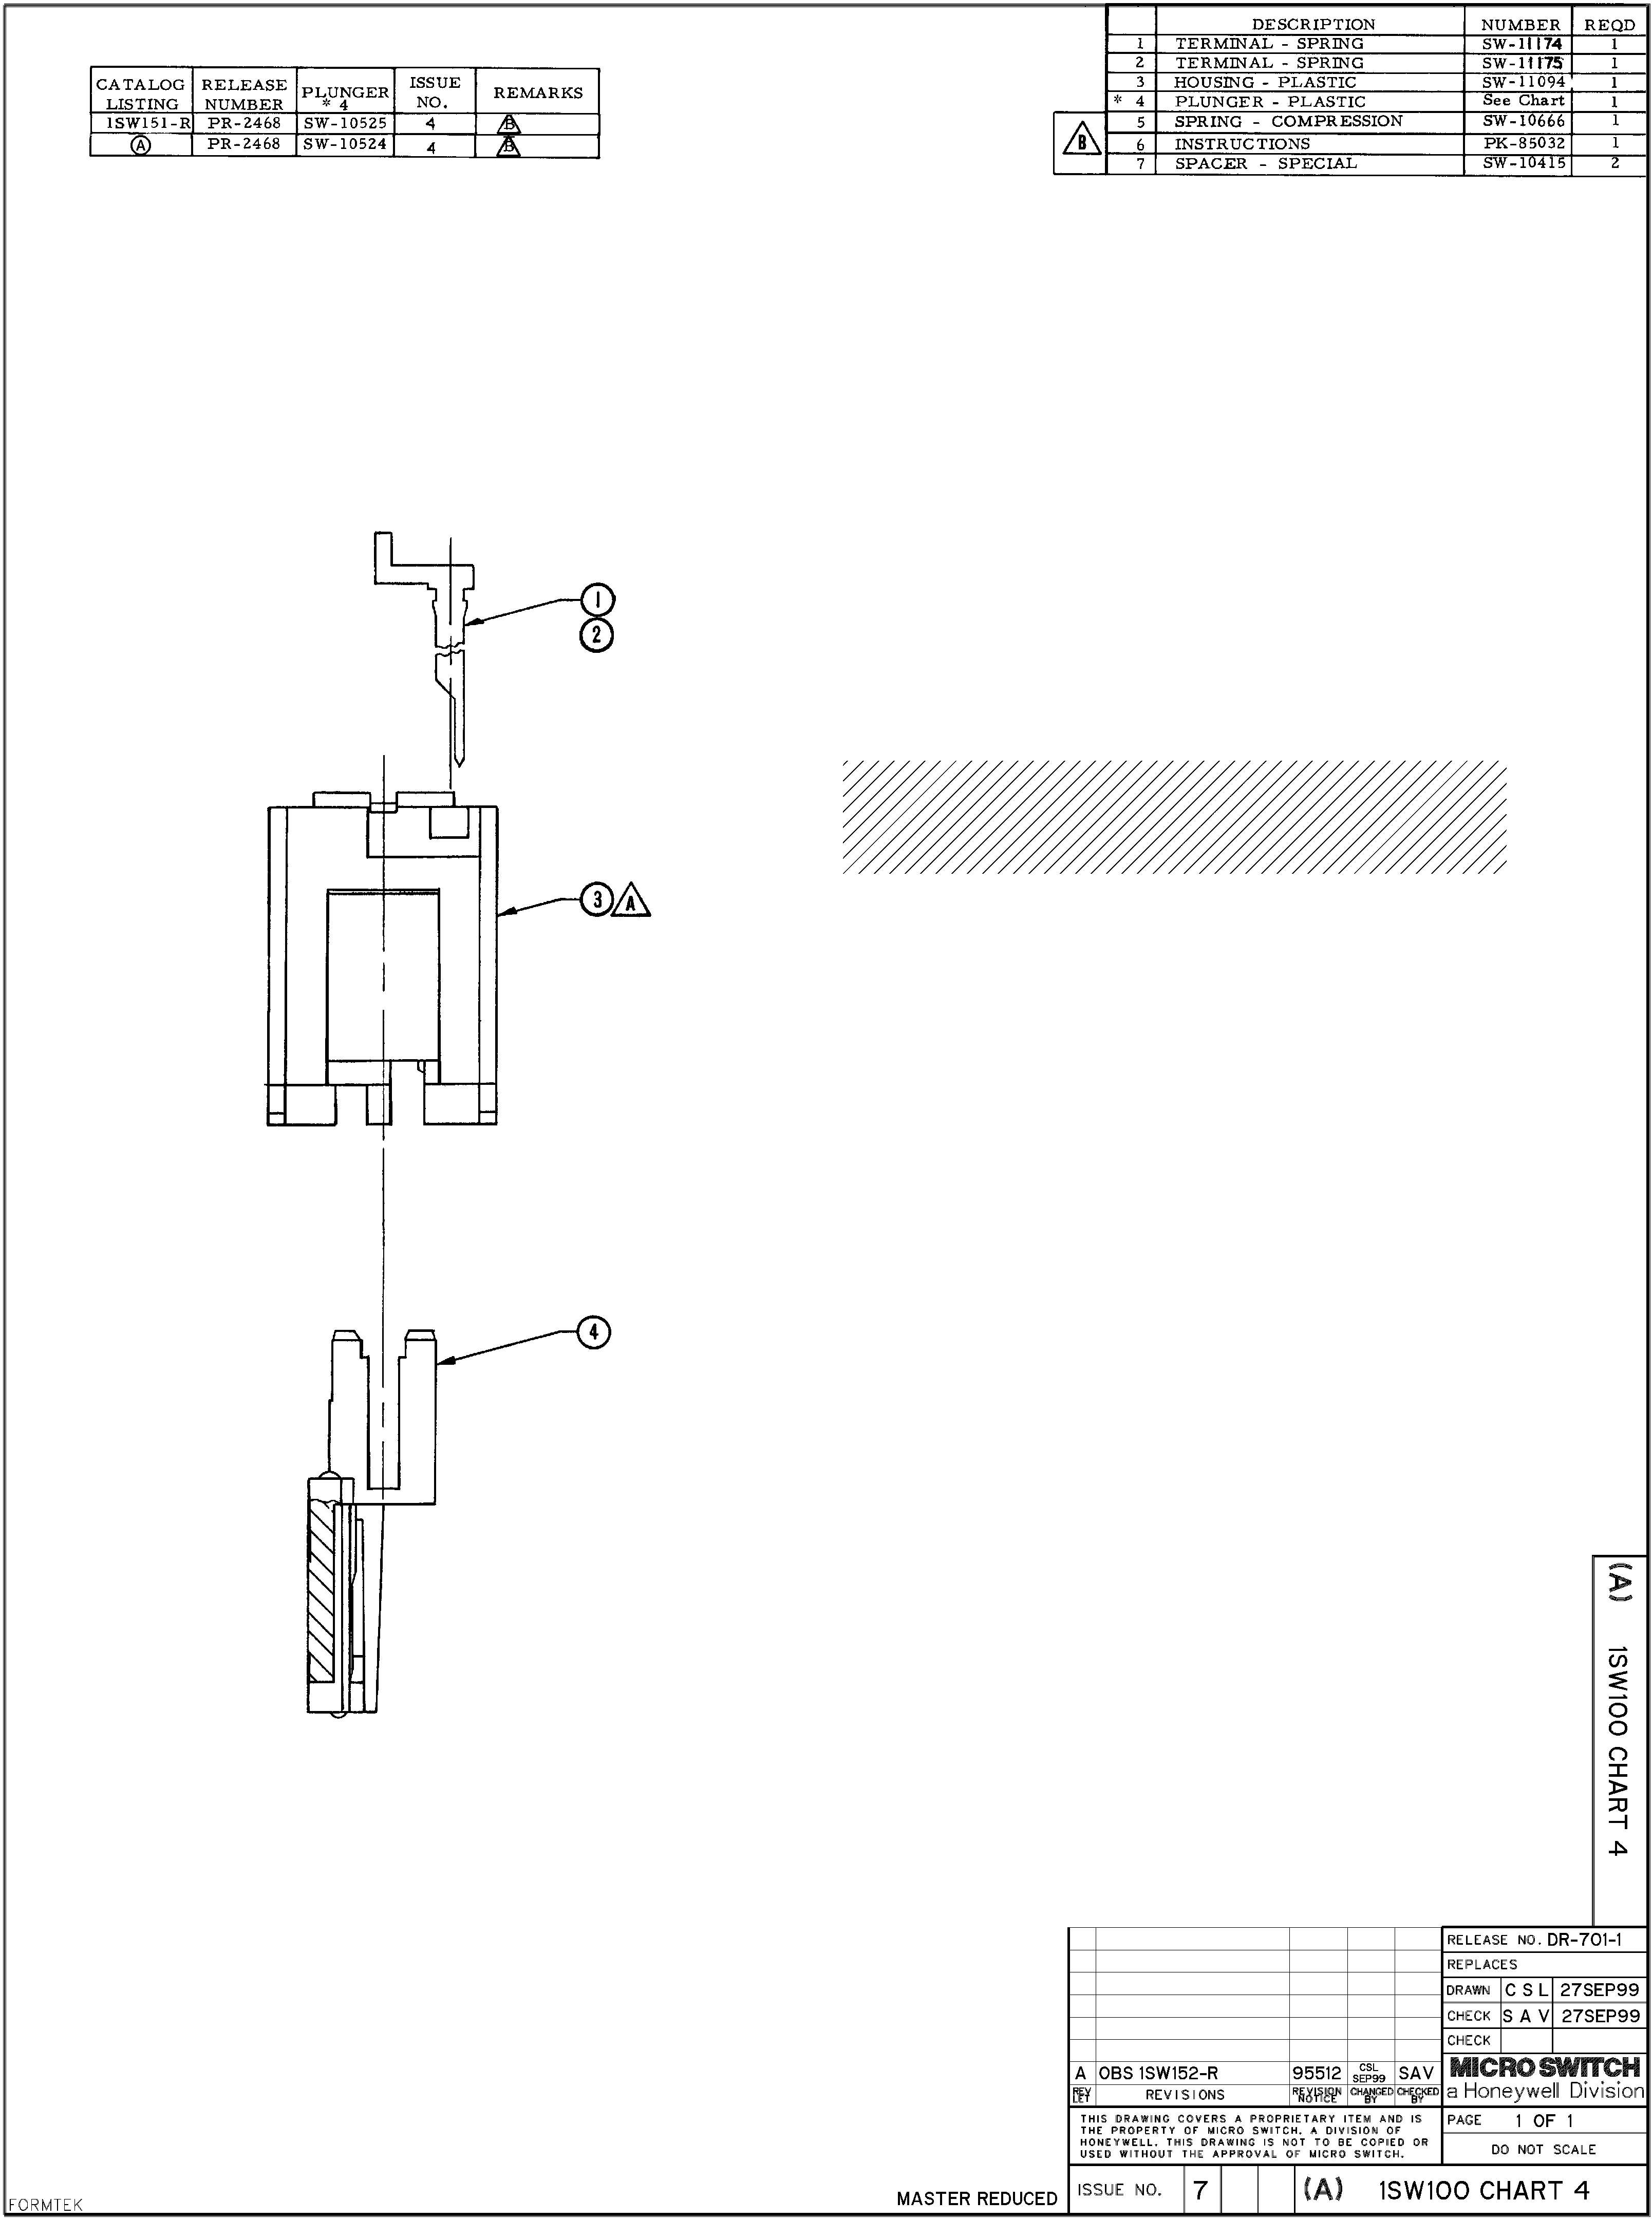 DESCRIPTION NUMBER REQD
1 TERMINAL - SPRING SW-11174 1
2 TERMINAL - SPRING SW-11175 1
3 HOUSING - PLASTIC SW-11094 1
* 4 PLUNGER - PLASTIC See Chart 1
5 SPRING - COMPRESSION SW-10666 1
6 INSTRUCTIONS PK-85032 1
7 SPACER - SPECIAL SW-10415 2
B
CATALOG LISTING RELEASE NUMBER PLUNGER * 4 ISSUE NO. REMARKS
1SW151-R PR-2468 SW-10525 4 B
A PR-2468 SW-10524 4 B
1
2
3 A
4
(A) 1SW100 CHART 4
RELEASE NO. DR-701-1
REPLACES
DRAWN C S L 27SEP99
CHECK S A V 27SEP99
CHECK
A OBS 1SW152-R 95512 CSL SEP99 SAV
REV LET REVISIONS REVISION NOTICE CHANGED BY CHECKED BY
MICRO SWITCH
a Honeywell Division
THIS DRAWING COVERS A PROPRIETARY ITEM AND IS
THE PROPERTY OF MICRO SWITCH, A DIVISION OF
HONEYWELL. THIS DRAWING IS NOT TO BE COPIED OR
USED WITHOUT THE APPROVAL OF MICRO SWITCH.
PAGE 1 OF 1
DO NOT SCALE
FORMTEK
MASTER REDUCED
ISSUE NO. 7 (A) 1SW100 CHART 4